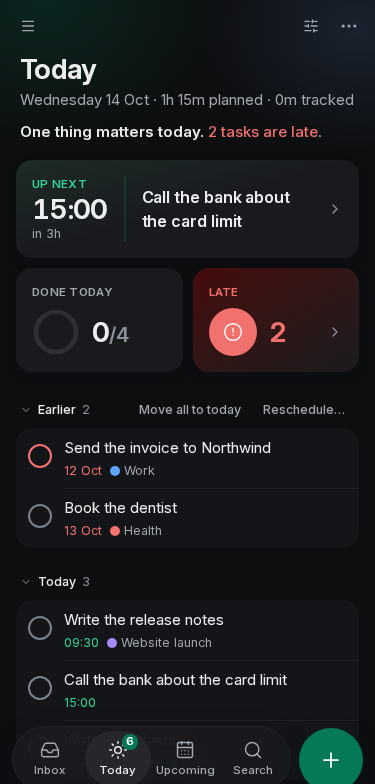 Today
Wednesday 14 Oct · 1h 15m planned · 0m tracked
One thing matters today. 2 tasks are late.
UP NEXT
15:00
in 3h
Call the bank about
the card limit
DONE TODAY
0/4
LATE
2
Earlier 2 Move all to today Reschedule…
Send the invoice to Northwind
12 Oct Work
Book the dentist
13 Oct Health
Today 3
Write the release notes
09:30 Website launch
Call the bank about the card limit
15:00
6
Inbox Today Upcoming Search